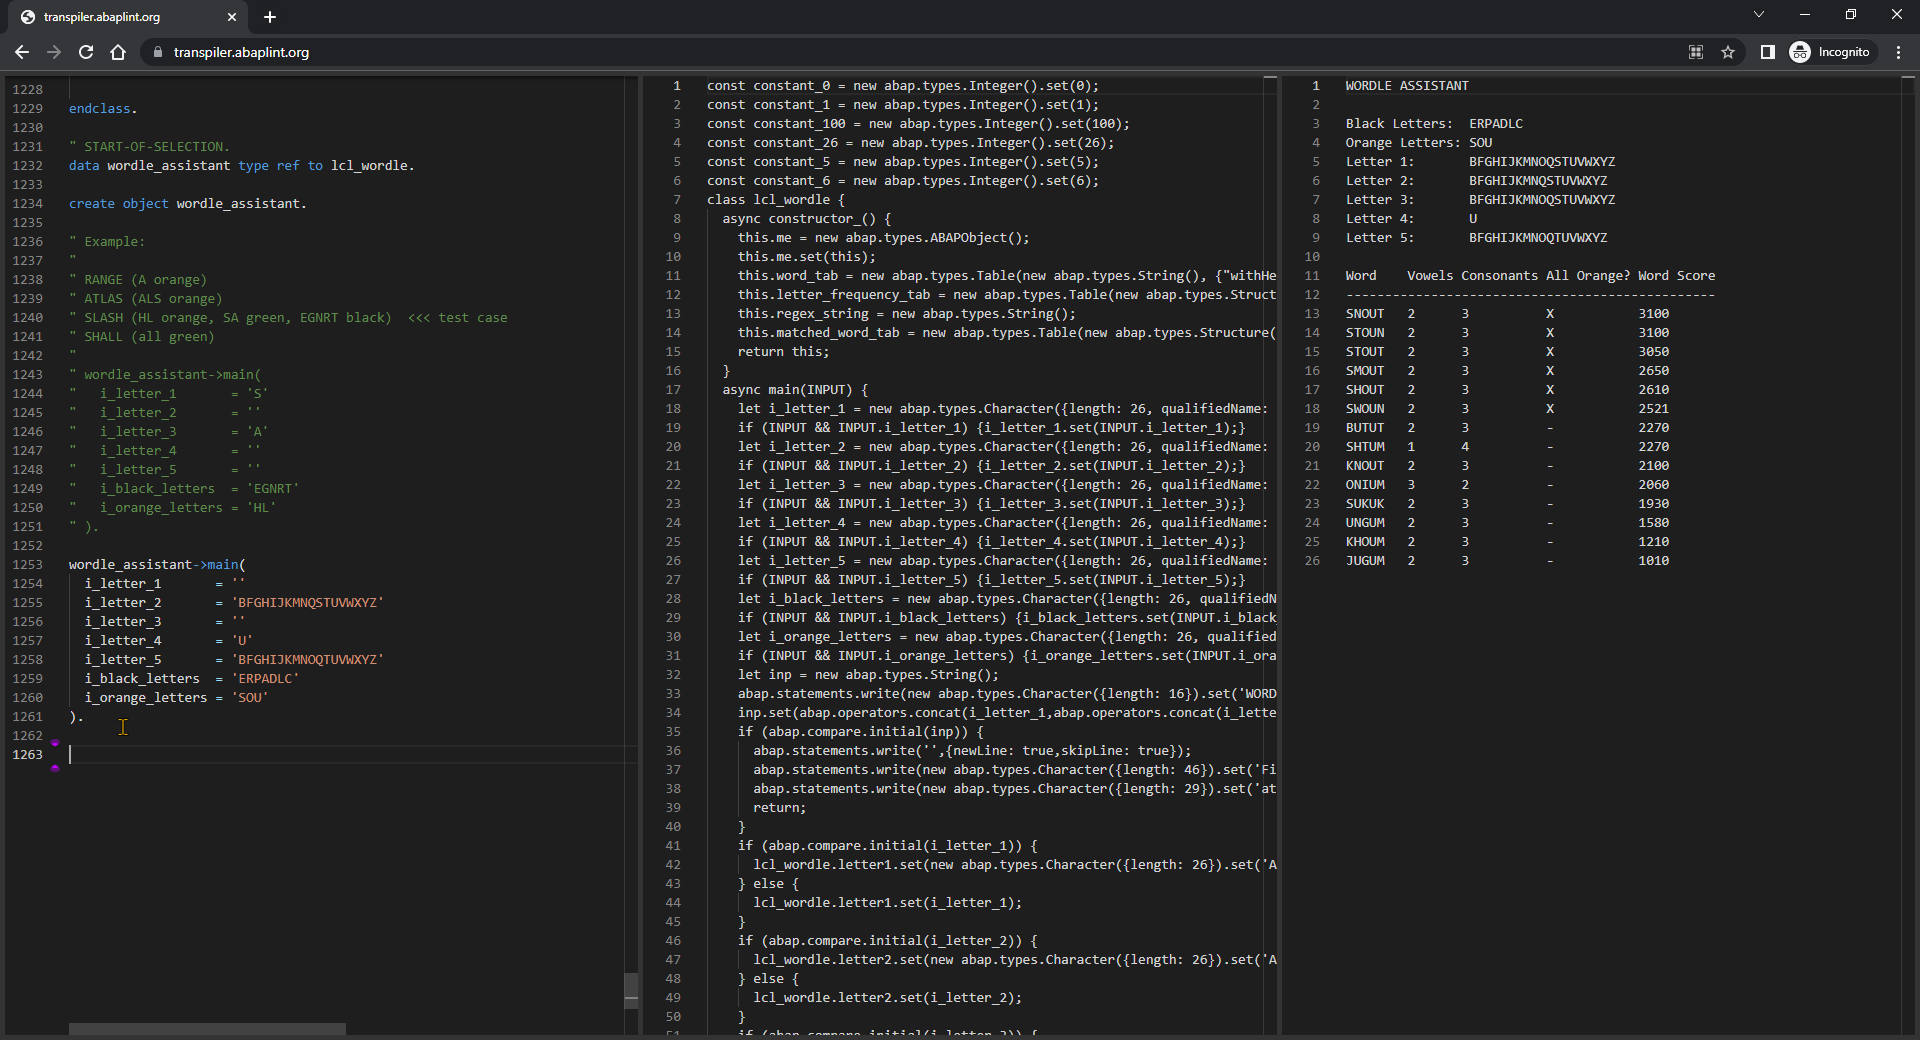 transpiler.abaplint.org
transpiler.abaplint.org
Incognito
1228
1229 endclass.
1230
1231 " START-OF-SELECTION.
1232 data wordle_assistant type ref to lcl_wordle.
1233
1234 create object wordle_assistant.
1235
1236 " Example:
1237 "
1238 " RANGE (A orange)
1239 " ATLAS (ALS orange)
1240 " SLASH (HL orange, SA green, EGNRT black)  <<< test case
1241 " SHALL (all green)
1242 "
1243 " wordle_assistant->main(
1244 "   i_letter_1       = 'S'
1245 "   i_letter_2       = ''
1246 "   i_letter_3       = 'A'
1247 "   i_letter_4       = ''
1248 "   i_letter_5       = ''
1249 "   i_black_letters  = 'EGNRT'
1250 "   i_orange_letters = 'HL'
1251 " ).
1252
1253 wordle_assistant->main(
1254   i_letter_1       = ''
1255   i_letter_2       = 'BFGHIJKMNQSTUVWXYZ'
1256   i_letter_3       = ''
1257   i_letter_4       = 'U'
1258   i_letter_5       = 'BFGHIJKMNOQTUVWXYZ'
1259   i_black_letters  = 'ERPADLC'
1260   i_orange_letters = 'SOU'
1261 ).
1262
1263
1 const constant_0 = new abap.types.Integer().set(0);
2 const constant_1 = new abap.types.Integer().set(1);
3 const constant_100 = new abap.types.Integer().set(100);
4 const constant_26 = new abap.types.Integer().set(26);
5 const constant_5 = new abap.types.Integer().set(5);
6 const constant_6 = new abap.types.Integer().set(6);
7 class lcl_wordle {
8   async constructor_() {
9     this.me = new abap.types.ABAPObject();
10     this.me.set(this);
11     this.word_tab = new abap.types.Table(new abap.types.String(), {"withHe
12     this.letter_frequency_tab = new abap.types.Table(new abap.types.Struct
13     this.regex_string = new abap.types.String();
14     this.matched_word_tab = new abap.types.Table(new abap.types.Structure(
15     return this;
16   }
17   async main(INPUT) {
18     let i_letter_1 = new abap.types.Character({length: 26, qualifiedName:
19     if (INPUT && INPUT.i_letter_1) {i_letter_1.set(INPUT.i_letter_1);}
20     let i_letter_2 = new abap.types.Character({length: 26, qualifiedName:
21     if (INPUT && INPUT.i_letter_2) {i_letter_2.set(INPUT.i_letter_2);}
22     let i_letter_3 = new abap.types.Character({length: 26, qualifiedName:
23     if (INPUT && INPUT.i_letter_3) {i_letter_3.set(INPUT.i_letter_3);}
24     let i_letter_4 = new abap.types.Character({length: 26, qualifiedName:
25     if (INPUT && INPUT.i_letter_4) {i_letter_4.set(INPUT.i_letter_4);}
26     let i_letter_5 = new abap.types.Character({length: 26, qualifiedName:
27     if (INPUT && INPUT.i_letter_5) {i_letter_5.set(INPUT.i_letter_5);}
28     let i_black_letters = new abap.types.Character({length: 26, qualifiedN
29     if (INPUT && INPUT.i_black_letters) {i_black_letters.set(INPUT.i_black
30     let i_orange_letters = new abap.types.Character({length: 26, qualified
31     if (INPUT && INPUT.i_orange_letters) {i_orange_letters.set(INPUT.i_ora
32     let inp = new abap.types.String();
33     abap.statements.write(new abap.types.Character({length: 16}).set('WORD
34     inp.set(abap.operators.concat(i_letter_1,abap.operators.concat(i_lette
35     if (abap.compare.initial(inp)) {
36       abap.statements.write('',{newLine: true,skipLine: true});
37       abap.statements.write(new abap.types.Character({length: 46}).set('Fi
38       abap.statements.write(new abap.types.Character({length: 29}).set('at
39       return;
40     }
41     if (abap.compare.initial(i_letter_1)) {
42       lcl_wordle.letter1.set(new abap.types.Character({length: 26}).set('A
43     } else {
44       lcl_wordle.letter1.set(i_letter_1);
45     }
46     if (abap.compare.initial(i_letter_2)) {
47       lcl_wordle.letter2.set(new abap.types.Character({length: 26}).set('A
48     } else {
49       lcl_wordle.letter2.set(i_letter_2);
50     }
51     if (abap.compare.initial(i_letter_3)) {
1 WORDLE ASSISTANT
2
3 Black Letters:  ERPADLC
4 Orange Letters: SOU
5 Letter 1:       BFGHIJKMNOQSTUVWXYZ
6 Letter 2:       BFGHIJKMNQSTUVWXYZ
7 Letter 3:       BFGHIJKMNOQSTUVWXYZ
8 Letter 4:       U
9 Letter 5:       BFGHIJKMNOQTUVWXYZ
10
11 Word    Vowels Consonants All Orange? Word Score
12 ------------------------------------------------
13 SNOUT   2      3          X           3100
14 STOUN   2      3          X           3100
15 STOUT   2      3          X           3050
16 SMOUT   2      3          X           2650
17 SHOUT   2      3          X           2610
18 SWOUN   2      3          X           2521
19 BUTUT   2      3          -           2270
20 SHTUM   1      4          -           2270
21 KNOUT   2      3          -           2100
22 ONIUM   3      2          -           2060
23 SUKUK   2      3          -           1930
24 UNGUM   2      3          -           1580
25 KHOUM   2      3          -           1210
26 JUGUM   2      3          -           1010